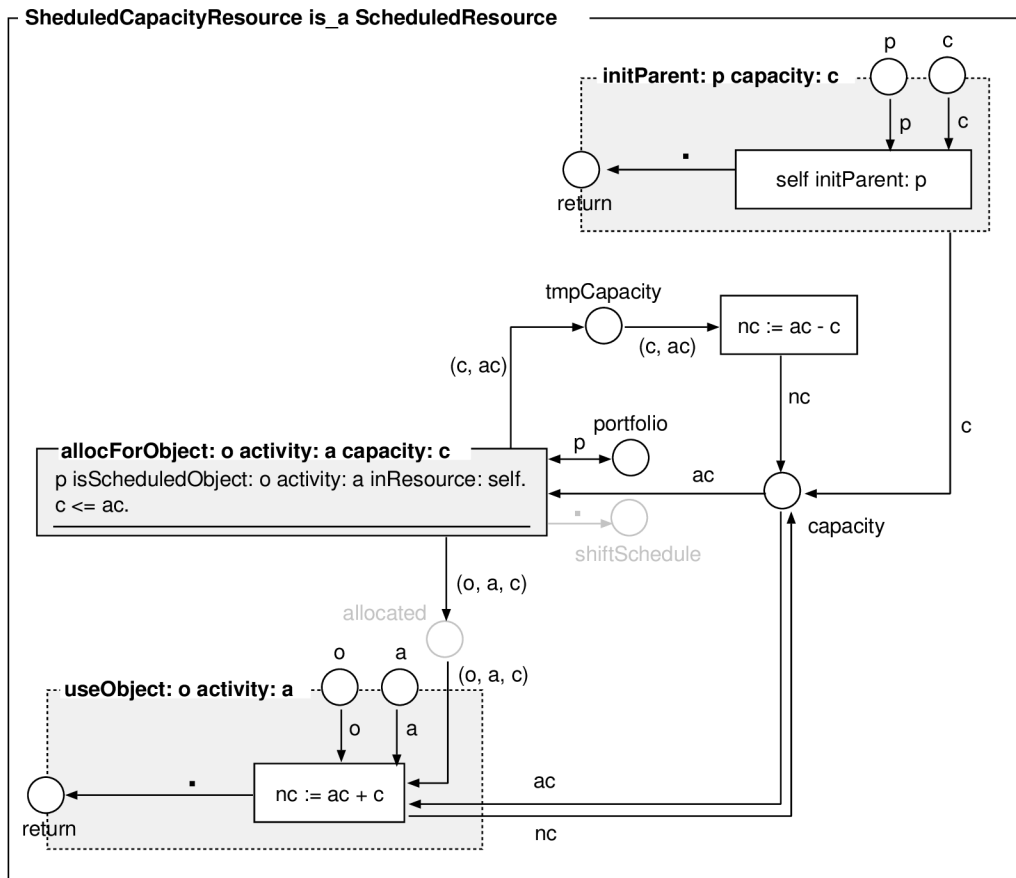 SheduledCapacityResource is_a ScheduledResource
p
c
initParent: p capacity: c
p
c
self initParent: p
return
tmpCapacity
nc := ac - c
(c, ac)
(c, ac)
nc
c
portfolio
p
allocForObject: o activity: a capacity: c
p isScheduledObject: o activity: a inResource: self.
c <= ac.
ac
capacity
shiftSchedule
(o, a, c)
allocated
o
a
(o, a, c)
useObject: o activity: a
o
a
nc := ac + c
ac
nc
return